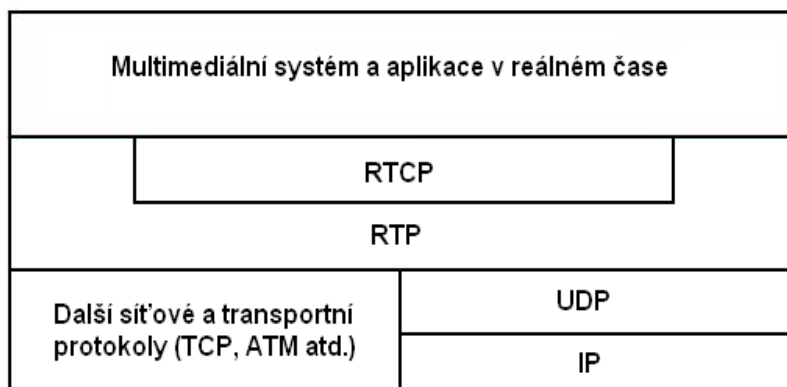 Multimediální systém a aplikace v reálném čase
RTCP
RTP
Další síťové a transportní
protokoly (TCP, ATM atd.)
UDP
IP